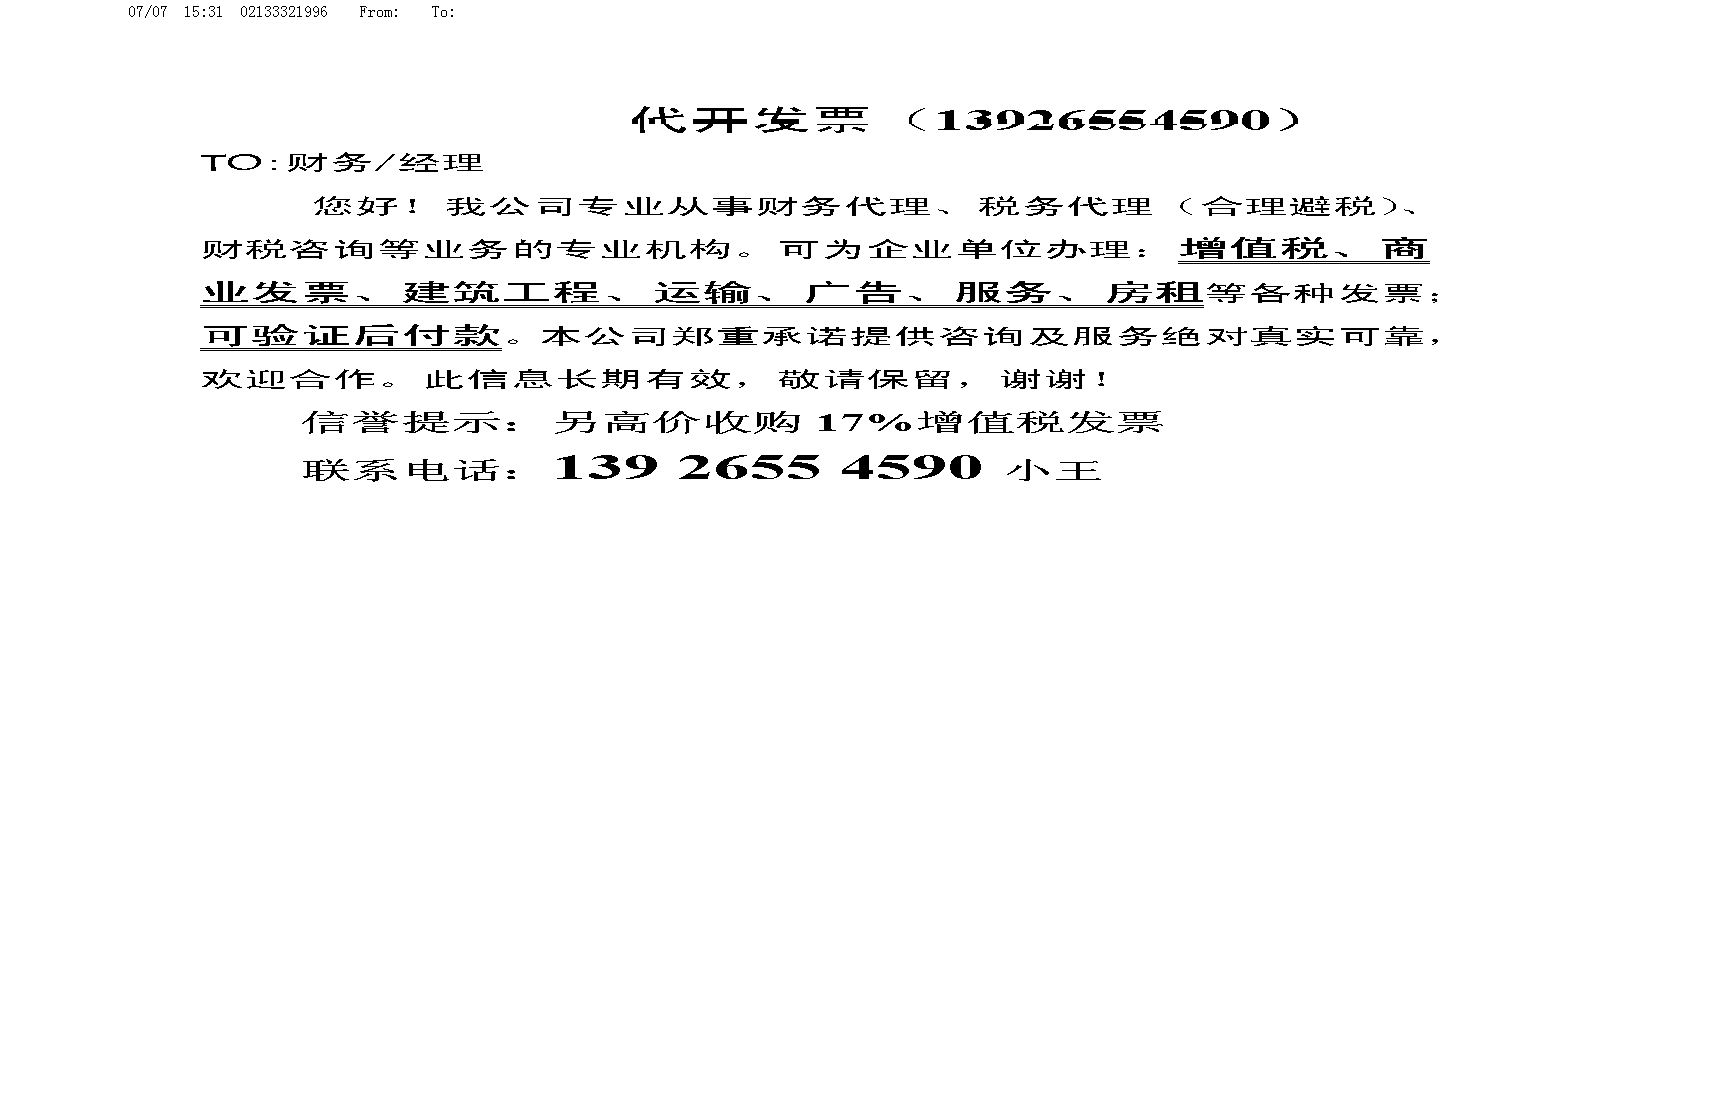 07/07 15:31 02133321996 From: To:
代开发票（13926554590）
TO:财务/经理
您好！我公司专业从事财务代理、税务代理（合理避税）、
财税咨询等业务的专业机构。可为企业单位办理：增值税、商
业发票、建筑工程、运输、广告、服务、房租等各种发票；
可验证后付款。本公司郑重承诺提供咨询及服务绝对真实可靠，
欢迎合作。此信息长期有效，敬请保留，谢谢！
信誉提示：另高价收购 17%增值税发票
联系电话：139 2655 4590 小王